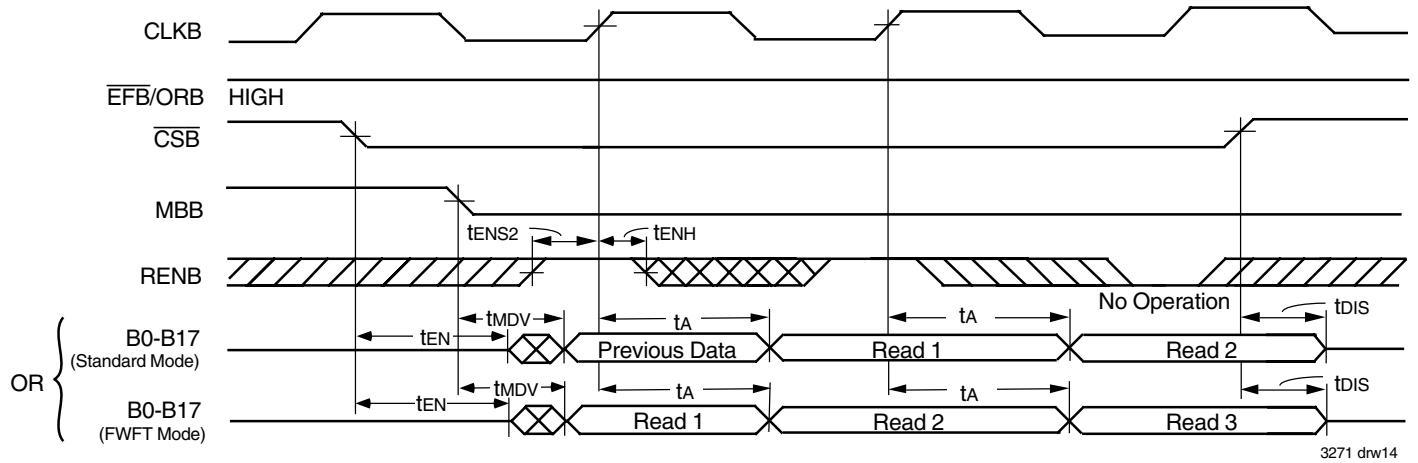 CLKB
EFB/ORB HIGH
CSB
MBB
tENS2 tENH
RENB
No Operation
tMDV tA tA tDIS
B0-B17 tEN
(Standard Mode) Previous Data Read 1 Read 2
OR
tMDV tA tA tDIS
B0-B17 tEN
(FWFT Mode) Read 1 Read 2 Read 3
3271 drw14